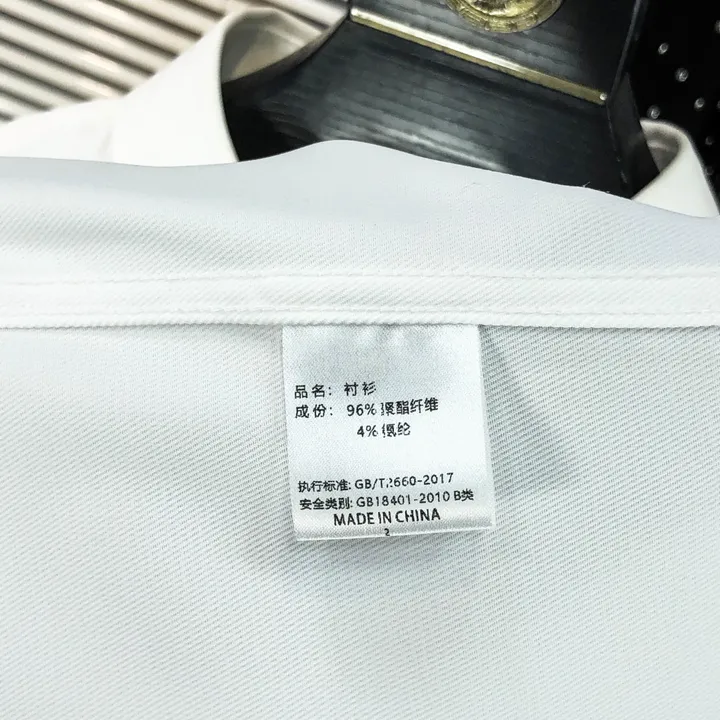 品名: 衬衫
成份: 96% 聚酯纤维
4% 氨纶
执行标准: GB/T2660-2017
安全类别: GB18401-2010 B类
MADE IN CHINA
2